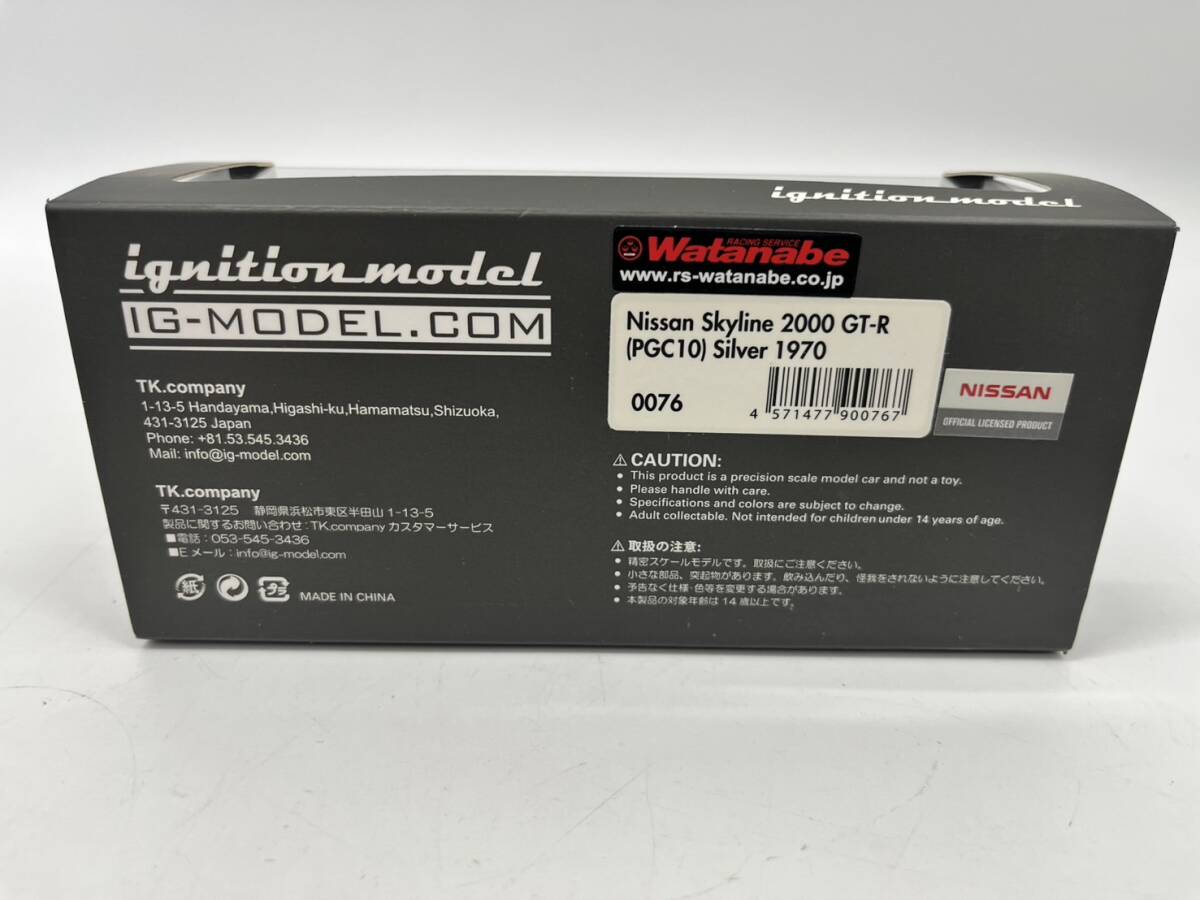 ignition model
ignition model
IG-MODEL.COM
TK.company
1-13-5 Handayama,Higashi-ku,Hamamatsu,Shizuoka,
431-3125 Japan
Phone: +81.53.545.3436
Mail: info@ig-model.com
TK.company
〒431-3125 静岡県浜松市東区半田山 1-13-5
製品に関するお問い合わせ：TK.company カスタマーサービス
■電話：053-545-3436
■E メール：info@ig-model.com
紙
プラ
MADE IN CHINA
RACING SERVICE
Watanabe
www.rs-watanabe.co.jp
Nissan Skyline 2000 GT-R
(PGC10) Silver 1970
0076
4 571477 900767
NISSAN
OFFICIAL LICENSED PRODUCT
⚠ CAUTION:
• This product is a precision scale model car and not a toy.
• Please handle with care.
• Specifications and colors are subject to change.
• Adult collectable. Not intended for children under 14 years of age.
⚠ 取扱の注意:
• 精密スケールモデルです。取扱にご注意ください。
• 小さな部品、突起物があります。飲み込んだり、怪我をされないように注意してください。
• 予告なく仕様・色等を変更する場合があります。
• 本製品の対象年齢は 14 歳以上です。